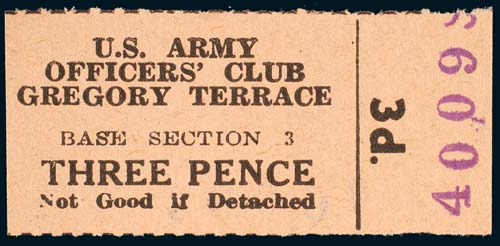 U.S. ARMY
OFFICERS' CLUB
GREGORY TERRACE
BASE SECTION 3
THREE PENCE
Not Good if Detached
3d.
4009